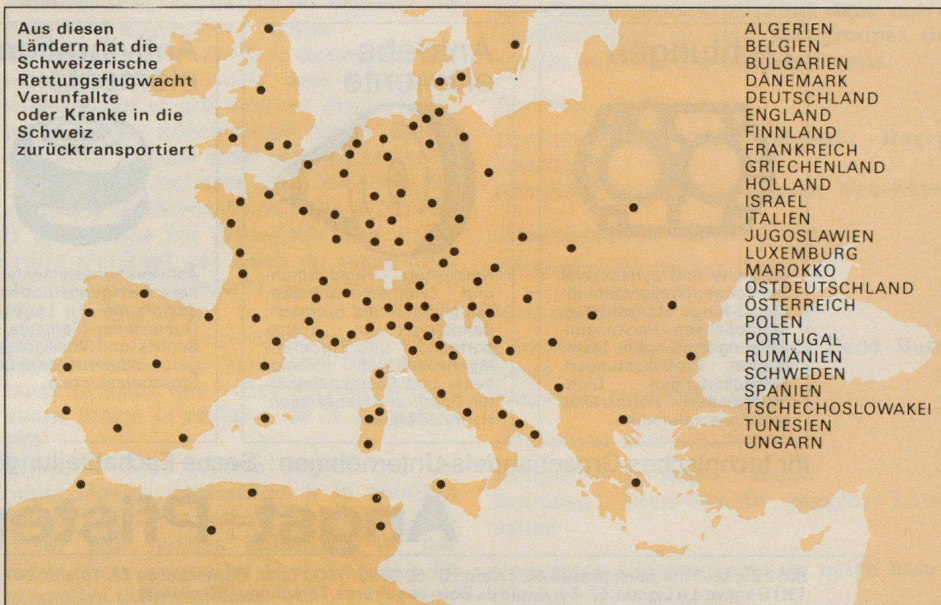 Aus diesen
Ländern hat die
Schweizerische
Rettungsflugwacht
Verunfallte
oder Kranke in die
Schweiz
zurücktransportiert
ALGERIEN
BELGIEN
BULGARIEN
DÄNEMARK
DEUTSCHLAND
ENGLAND
FINNLAND
FRANKREICH
GRIECHENLAND
HOLLAND
ISRAEL
ITALIEN
JUGOSLAWIEN
LUXEMBURG
MAROKKO
OSTDEUTSCHLAND
ÖSTERREICH
POLEN
PORTUGAL
RUMÄNIEN
SCHWEDEN
SPANIEN
TSCHECHOSLOWAKEI
TUNESIEN
UNGARN